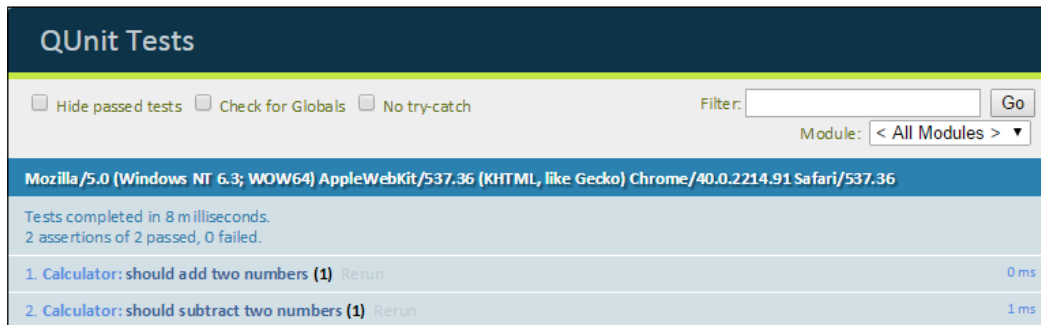 QUnit Tests
Hide passed tests Check for Globals No try-catch Filter: Go
Module: < All Modules >
Mozilla/5.0 (Windows NT 6.3; WOW64) AppleWebKit/537.36 (KHTML, like Gecko) Chrome/40.0.2214.91 Safari/537.36
Tests completed in 8 milliseconds.
2 assertions of 2 passed, 0 failed.
1. Calculator: should add two numbers (1) Rerun 0 ms
2. Calculator: should subtract two numbers (1) Rerun 1 ms